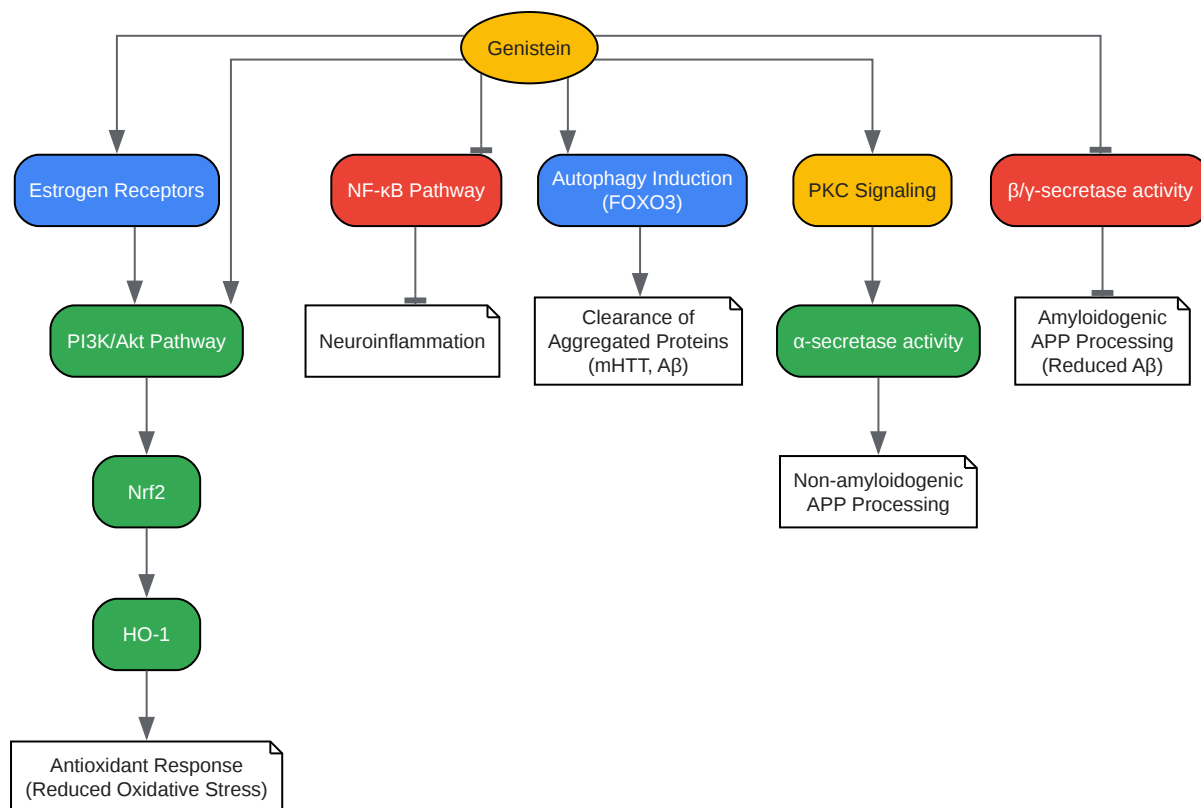 Genistein
Estrogen Receptors
NF-κB Pathway
Autophagy Induction
(FOXO3)
PKC Signaling
β/γ-secretase activity
PI3K/Akt Pathway
Neuroinflammation
Clearance of
Aggregated Proteins
(mHTT, Aβ)
α-secretase activity
Amyloidogenic
APP Processing
(Reduced Aβ)
Nrf2
Non-amyloidogenic
APP Processing
HO-1
Antioxidant Response
(Reduced Oxidative Stress)